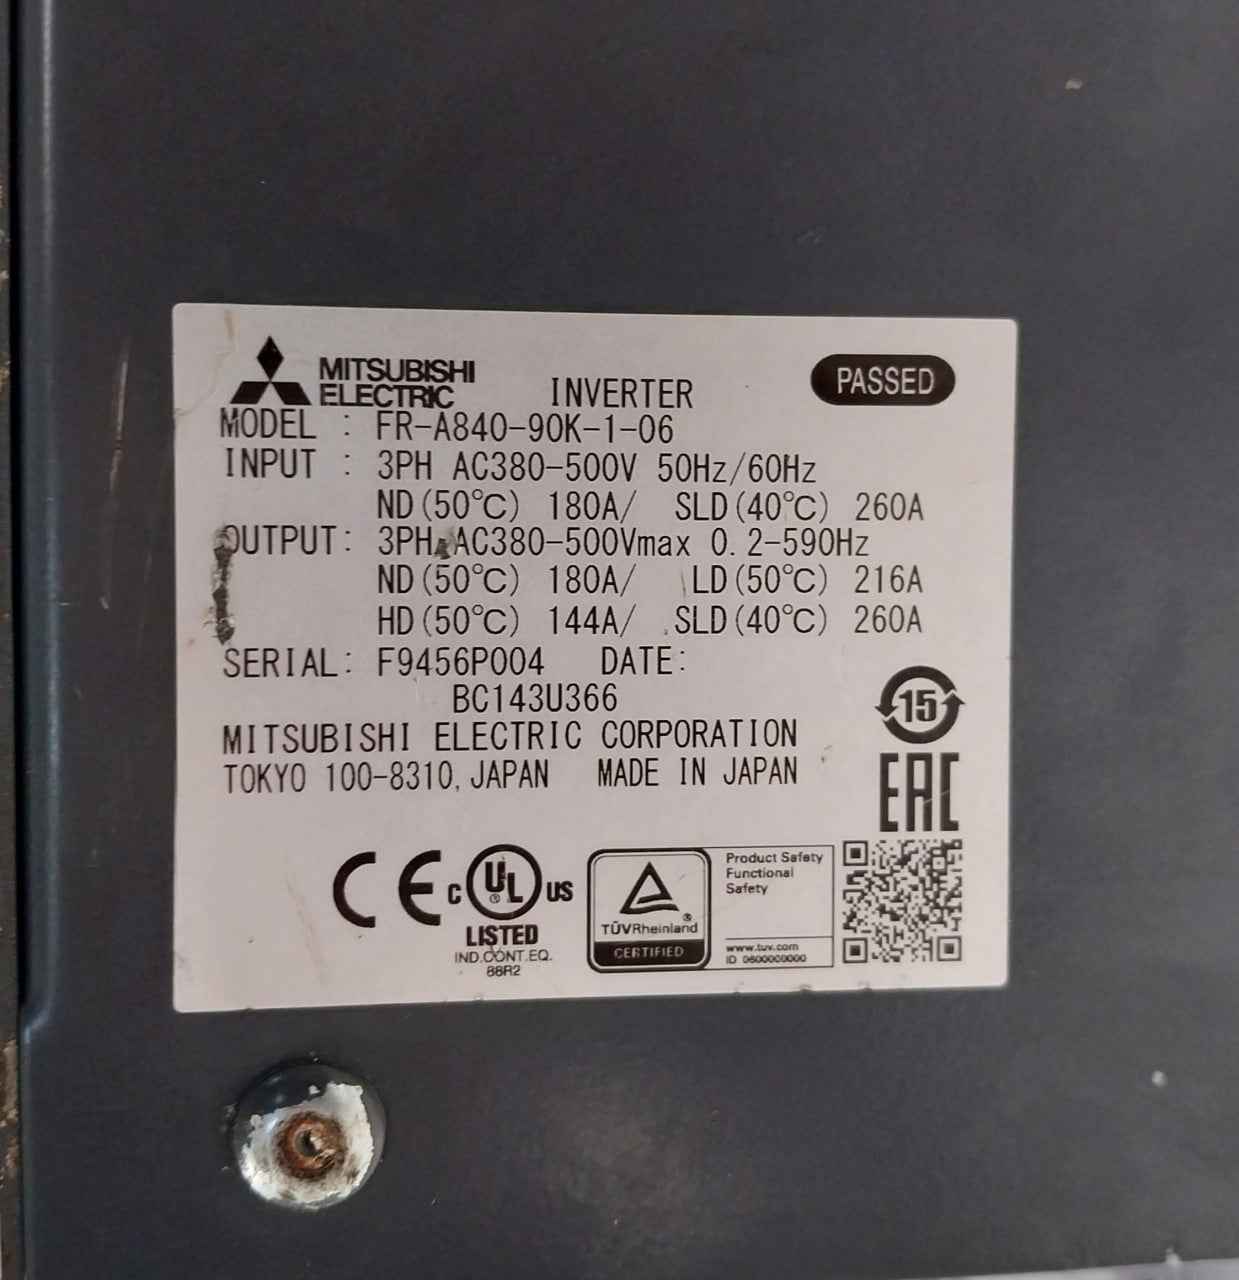 MITSUBISHI
ELECTRIC
INVERTER
PASSED
MODEL : FR-A840-90K-1-06
INPUT : 3PH AC380-500V 50Hz/60Hz
ND(50℃) 180A/ SLD(40℃) 260A
OUTPUT: 3PH AC380-500Vmax 0.2-590Hz
ND(50℃) 180A/ LD(50℃) 216A
HD(50℃) 144A/ SLD(40℃) 260A
SERIAL: F9456P004 DATE:
BC143U366
15
MITSUBISHI ELECTRIC CORPORATION
TOKYO 100-8310, JAPAN MADE IN JAPAN
EAC
CE
C UL ® US
LISTED
IND.CONT.EQ.
88R2
TÜVRheinland ®
CERTIFIED
Product Safety
Functional
Safety
www.tuv.com
ID 0600000000